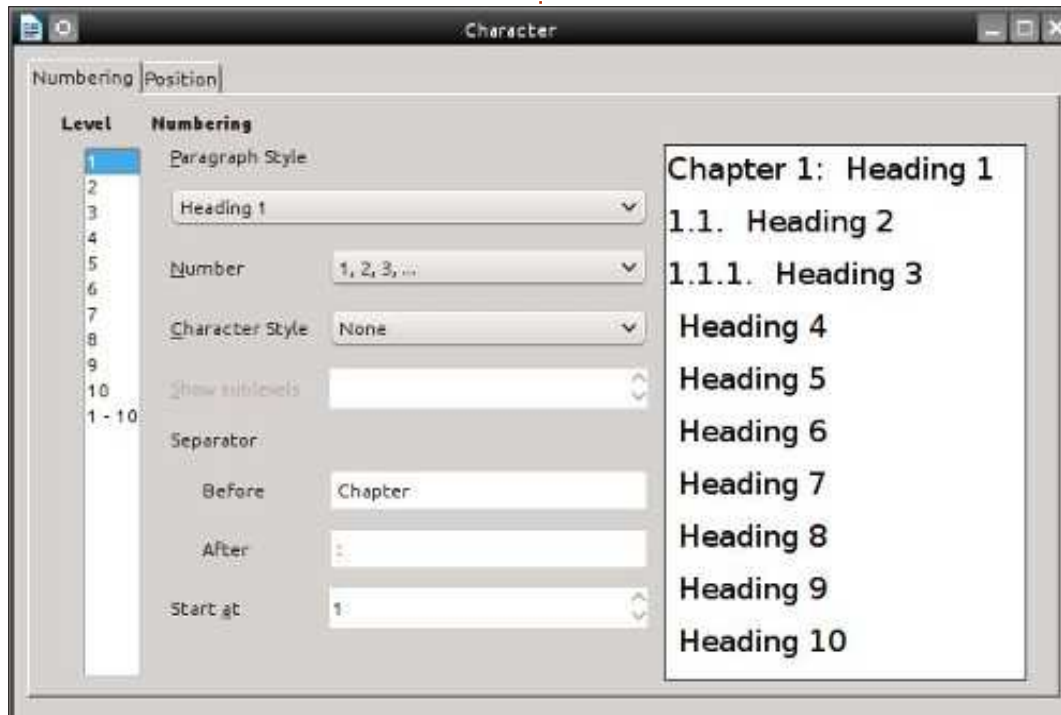 Character
Numbering Position
Level Numbering
1
2
3
4
5
6
7
8
9
10
1 - 10
Paragraph Style
Heading 1
Number 1, 2, 3, ...
Character Style None
Show sublevels
Separator
Before Chapter
After :
Start at 1
Chapter 1: Heading 1
1.1. Heading 2
1.1.1. Heading 3
Heading 4
Heading 5
Heading 6
Heading 7
Heading 8
Heading 9
Heading 10